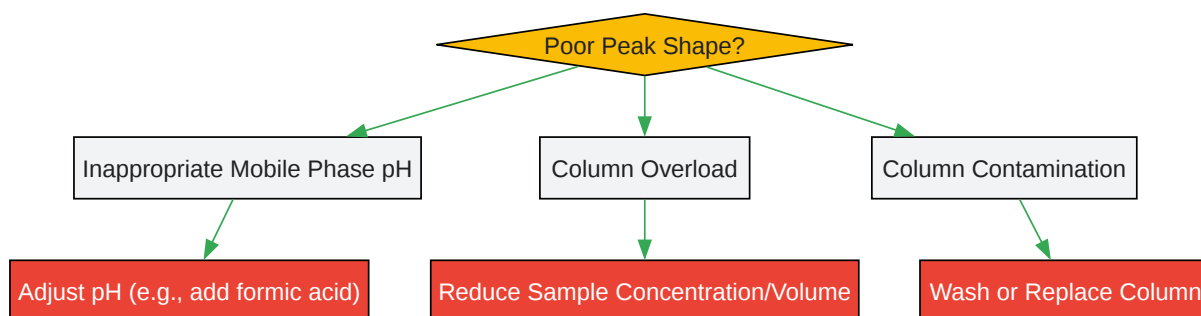 Poor Peak Shape?
Inappropriate Mobile Phase pH
Column Overload
Column Contamination
Adjust pH (e.g., add formic acid)
Reduce Sample Concentration/Volume
Wash or Replace Column